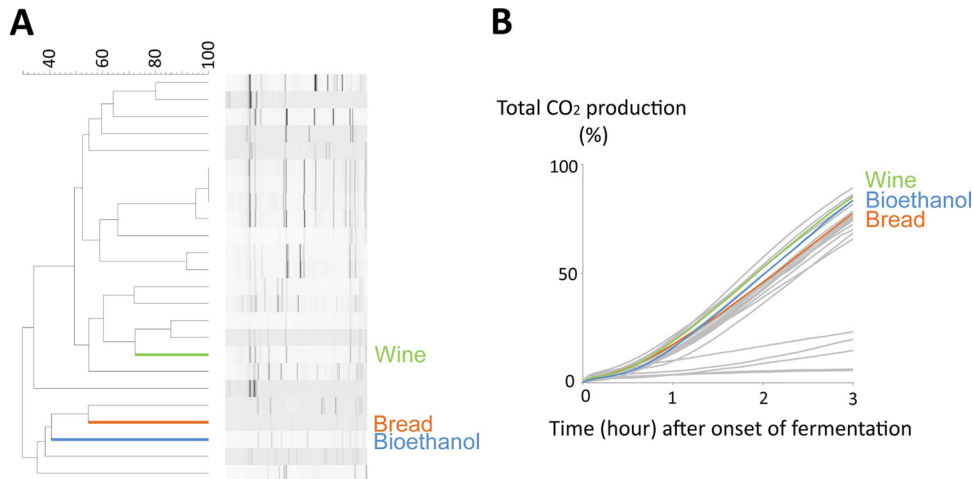 A
40
60
80
100
Wine
Bread
Bioethanol
B
Total CO₂ production
(%)
100
50
0
0
1
2
3
Wine
Bioethanol
Bread
Time (hour) after onset of fermentation